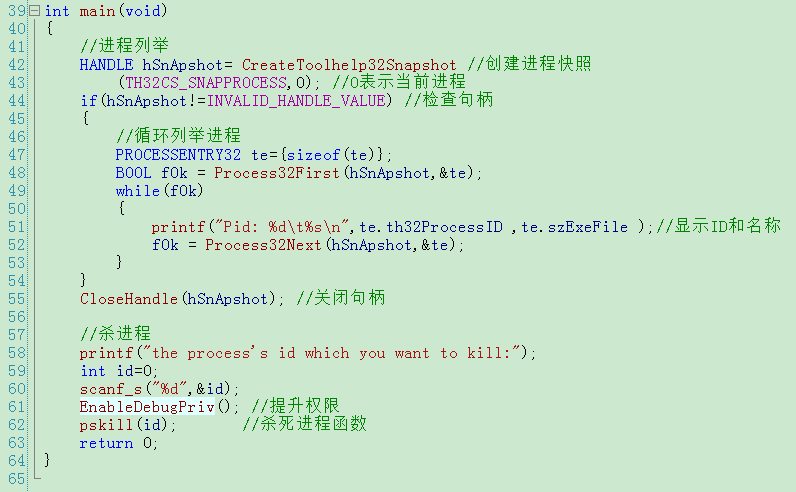 39 int main(void)
40 {
41     //进程列举
42     HANDLE hSnApshot= CreateToolhelp32Snapshot //创建进程快照
43         (TH32CS_SNAPPROCESS,0); //0表示当前进程
44     if(hSnApshot!=INVALID_HANDLE_VALUE) //检查句柄
45     {
46         //循环列举进程
47         PROCESSENTRY32 te={sizeof(te)};
48         BOOL fOk = Process32First(hSnApshot,&te);
49         while(fOk)
50         {
51             printf("Pid: %d\t%s\n",te.th32ProcessID ,te.szExeFile );//显示ID和名称
52             fOk = Process32Next(hSnApshot,&te);
53         }
54     }
55     CloseHandle(hSnApshot); //关闭句柄
56
57     //杀进程
58     printf("the process's id which you want to kill:");
59     int id=0;
60     scanf_s("%d",&id);
61     EnableDebugPriv(); //提升权限
62     pskill(id);       //杀死进程函数
63     return 0;
64 }
65